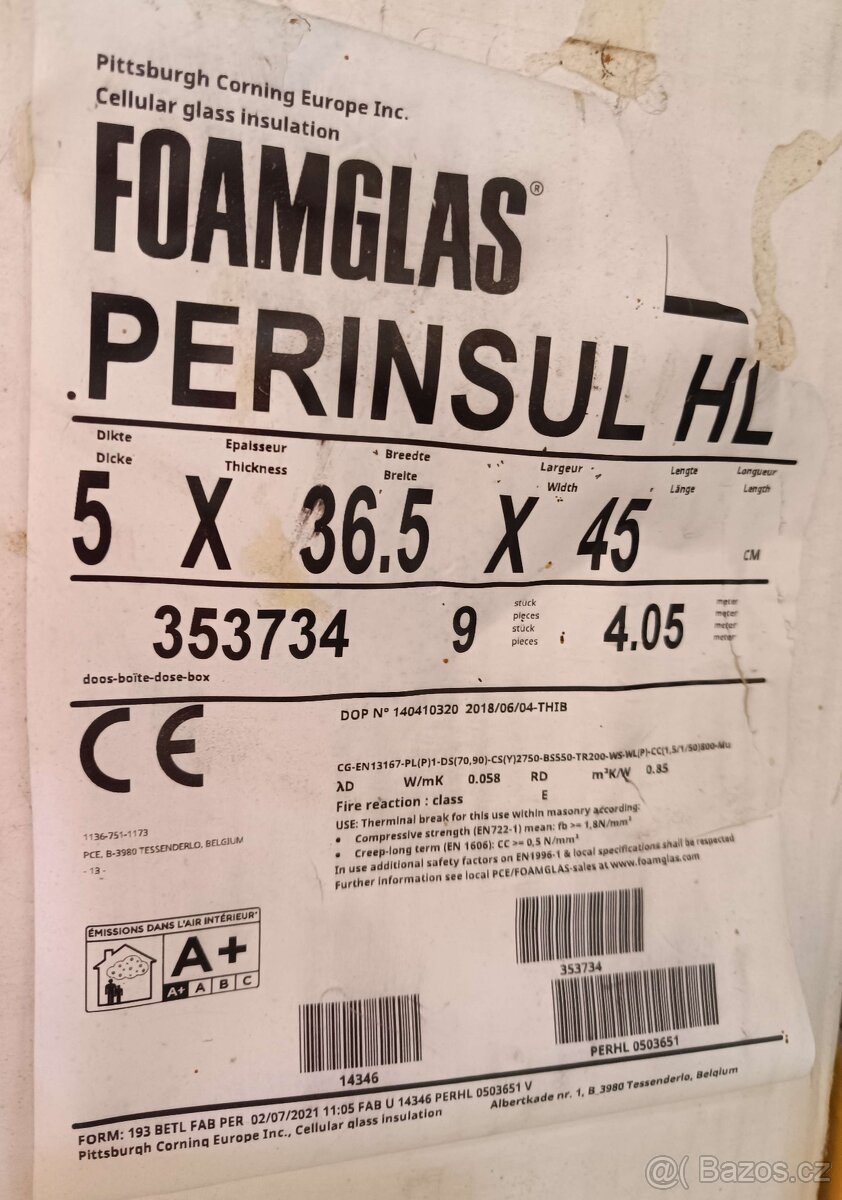 Pittsburgh Corning Europe Inc.
Cellular glass insulation
FOAMGLAS®
PERINSUL HL
Dikte Epaisseur Breedte Largeur Lengte Longueur
Dicke Thickness Breite Width Länge Length
5 X 36.5 X 45 CM
353734 9 stuck pieces stück pieces 4.05 meter meter meter meter
doos-boîte-dose-box
CE
DOP N° 140410320 2018/06/04-THIB
CG-EN13167-PL(P)1-DS(70,90)-CS(Y)2750-BS550-TR200-WS-WL(P)-CC(1,5/1/50)800-Mu
λD W/mK 0.058 RD m²K/W 0.85
Fire reaction : class E
USE: Therminal break for this use within masonry according:
• Compressive strength (EN722-1) mean: fb >= 1,8N/mm²
• Creep-long term (EN 1606): CC >= 0,5 N/mm²
In use additional safety factors on EN1996-1 & local specifications shall be respected
Further information see local PCE/FOAMGLAS-sales at www.foamglas.com
1136-751-1173
PCE, B-3980 TESSENDERLO, BELGIUM
- 13 -
ÉMISSIONS DANS L'AIR INTÉRIEUR*
A+
A+ A B C
353734
PERHL 0503651
14346
FORM: 193 BETL FAB PER 02/07/2021 11:05 FAB U 14346 PERHL 0503651 V
Pittsburgh Corning Europe Inc., Cellular glass insulation Albertkade nr. 1, B_3980 Tessenderlo, Belgium
@( Bazos.cz